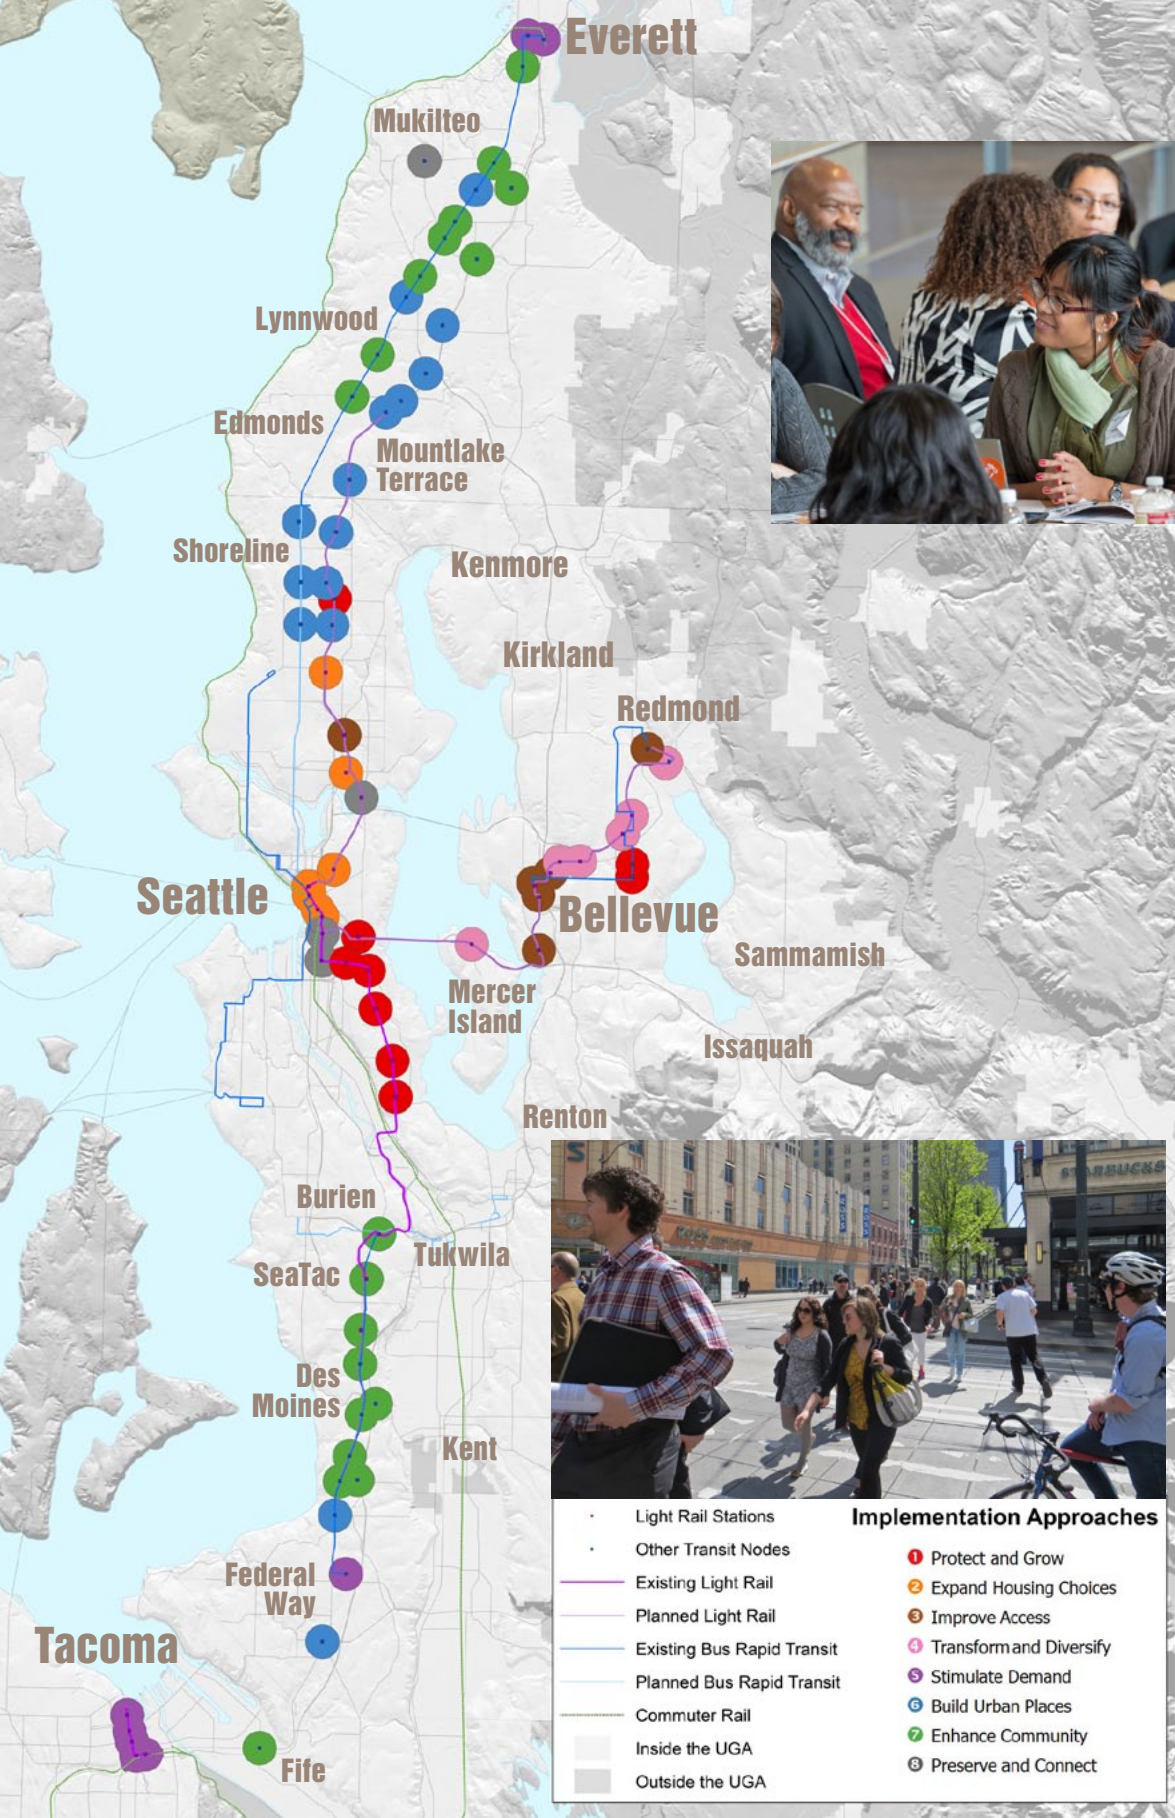 Everett
Mukilteo
Lynnwood
Edmonds
Mountlake
Terrace
Shoreline
Kenmore
Kirkland
Redmond
Seattle
Bellevue
Sammamish
Mercer
Island
Issaquah
Renton
Burien
Tukwila
SeaTac
Des
Moines
Kent
Federal
Way
Tacoma
Fife
STARBUCKS
Light Rail Stations
Other Transit Nodes
Existing Light Rail
Planned Light Rail
Existing Bus Rapid Transit
Planned Bus Rapid Transit
Commuter Rail
Inside the UGA
Outside the UGA
Implementation Approaches
1 Protect and Grow
2 Expand Housing Choices
3 Improve Access
4 Transform and Diversify
5 Stimulate Demand
6 Build Urban Places
7 Enhance Community
8 Preserve and Connect